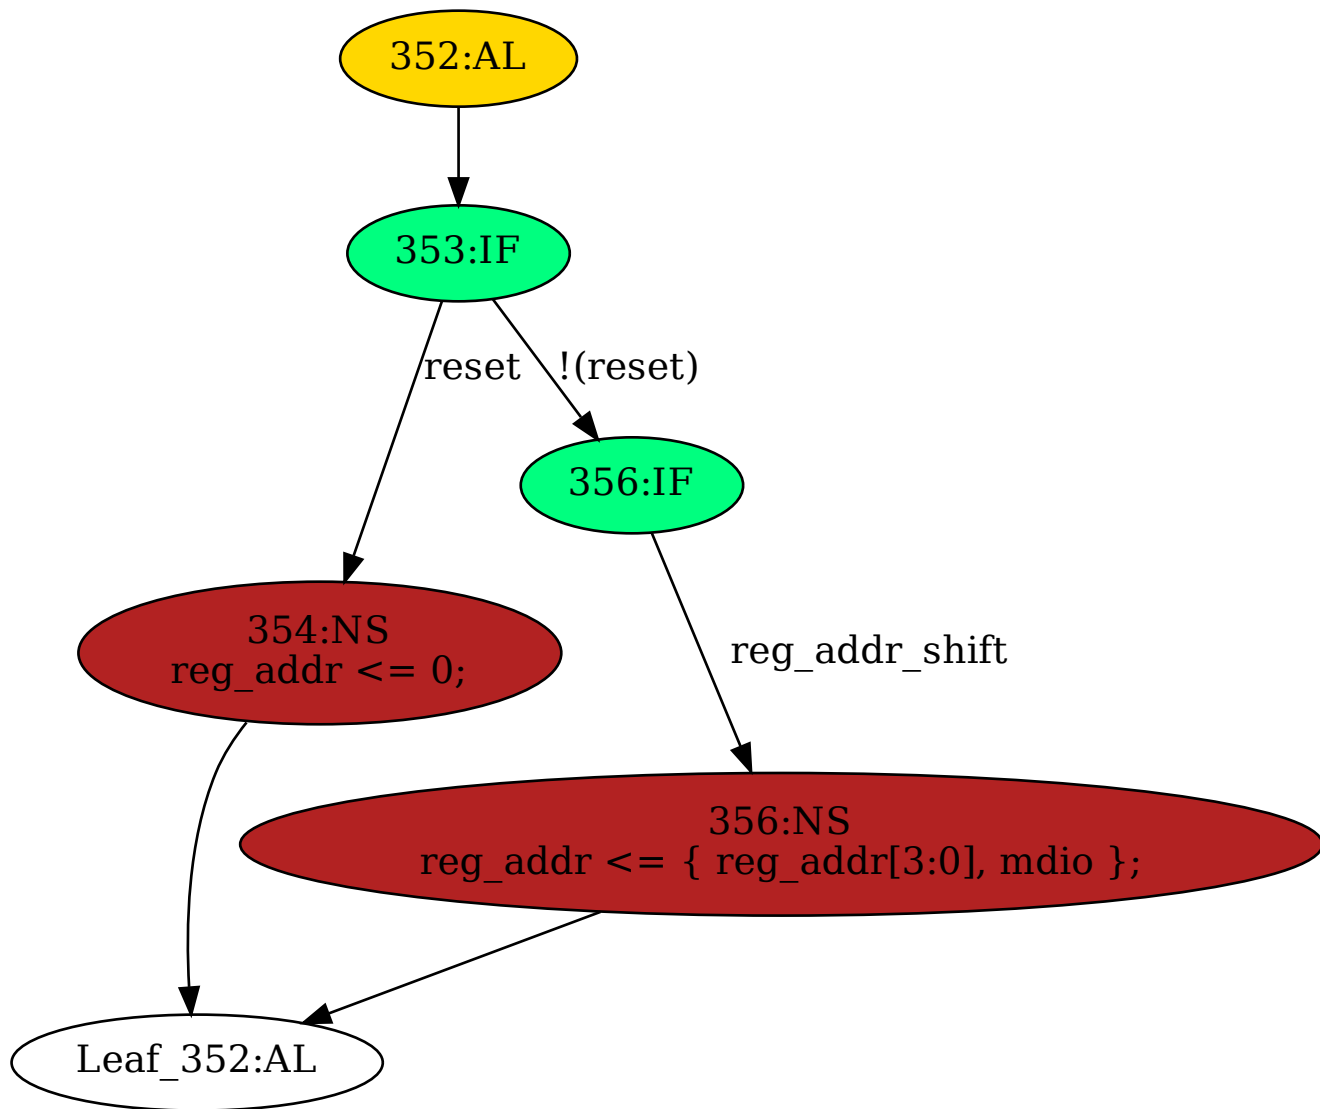 352:AL
353:IF
reset
!(reset)
356:IF
354:NS
reg_addr <= 0;
reg_addr_shift
356:NS
reg_addr <= { reg_addr[3:0], mdio };
Leaf_352:AL